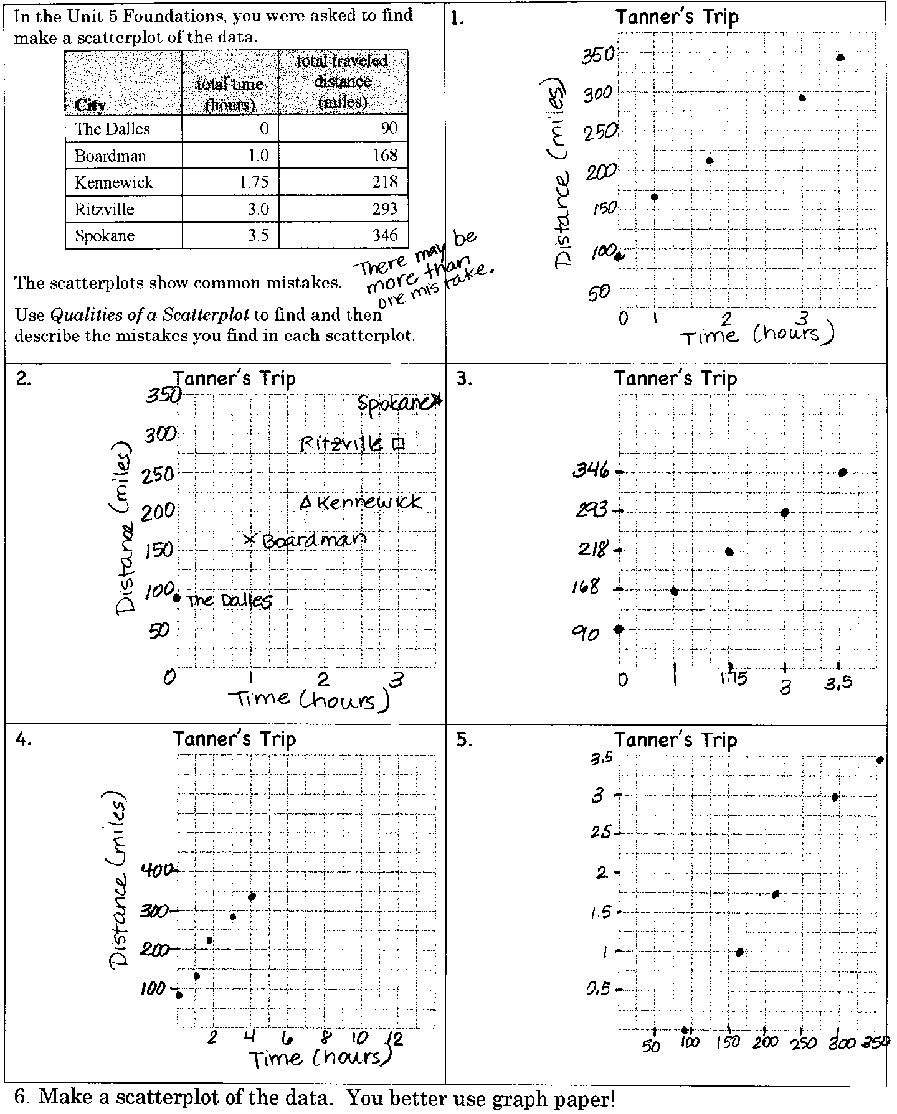 In the Unit 5 Foundations, you were asked to find
make a scatterplot of the data.
City total time (hours) total traveled distance (miles)
The Dalles 0 90
Boardman 1.0 168
Kennewick 1.75 218
Ritzville 3.0 293
Spokane 3.5 346
There may be
more than
one mistake.
The scatterplots show common mistakes.
Use Qualities of a Scatterplot to find and then
describe the mistakes you find in each scatterplot.
1.
Tanner's Trip
Distance (miles)
350
300
250
200
150
100
50
0 1 2 3
Time (hours)
2.
Tanner's Trip
Distance (miles)
350
Spokane
300
Ritzville
250
200
Kennewick
150
Boardman
100
The Dalles
50
0
0 1 2 3
Time (hours)
3.
Tanner's Trip
346
293
218
168
90
0 1 1.75 3 3.5
4.
Tanner's Trip
Distance (miles)
400
300
200
100
2 4 6 8 10 12
Time (hours)
5.
Tanner's Trip
3.5
3
2.5
2
1.5
1
0.5
50 100 150 200 250 300 350
6. Make a scatterplot of the data. You better use graph paper!